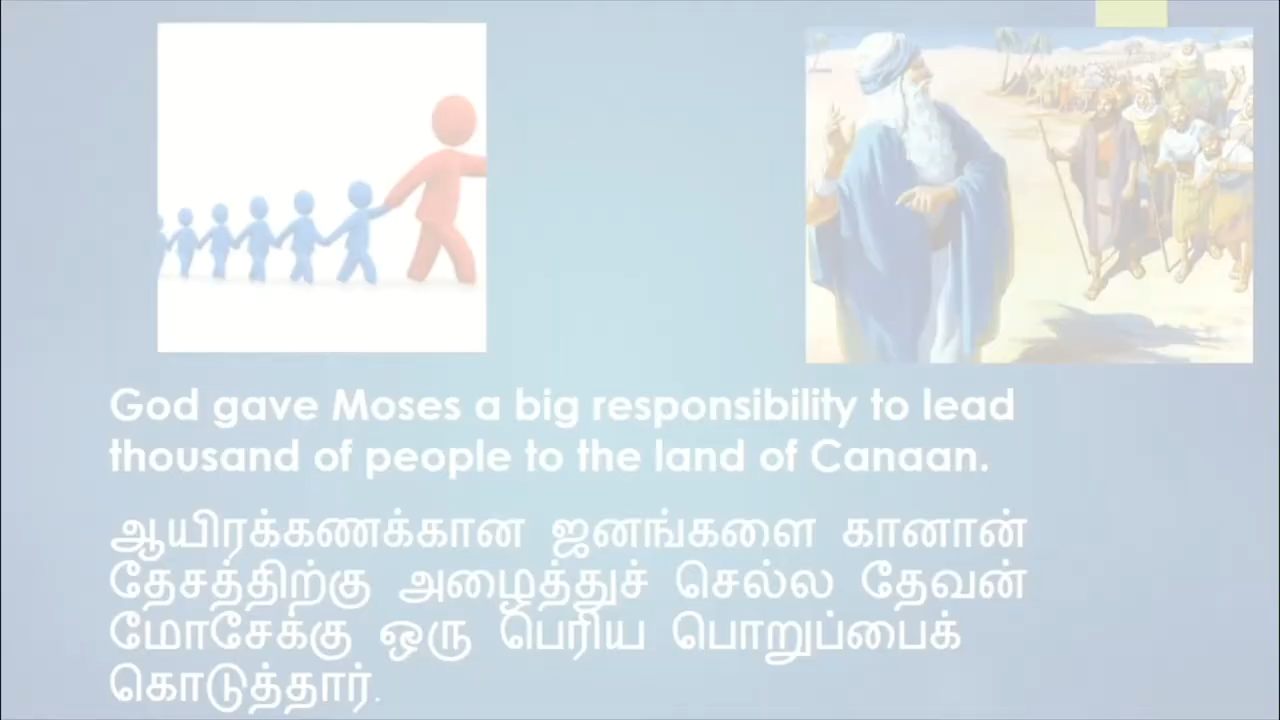 God gave Moses a big responsibility to lead
thousand of people to the land of Canaan.
ஆயிரக்கணக்கான ஜனங்களை கானான்
தேசத்திற்கு அழைத்துச் செல்ல தேவன்
மோசேக்கு ஒரு பெரிய பொறுப்பைக்
கொடுத்தார்.